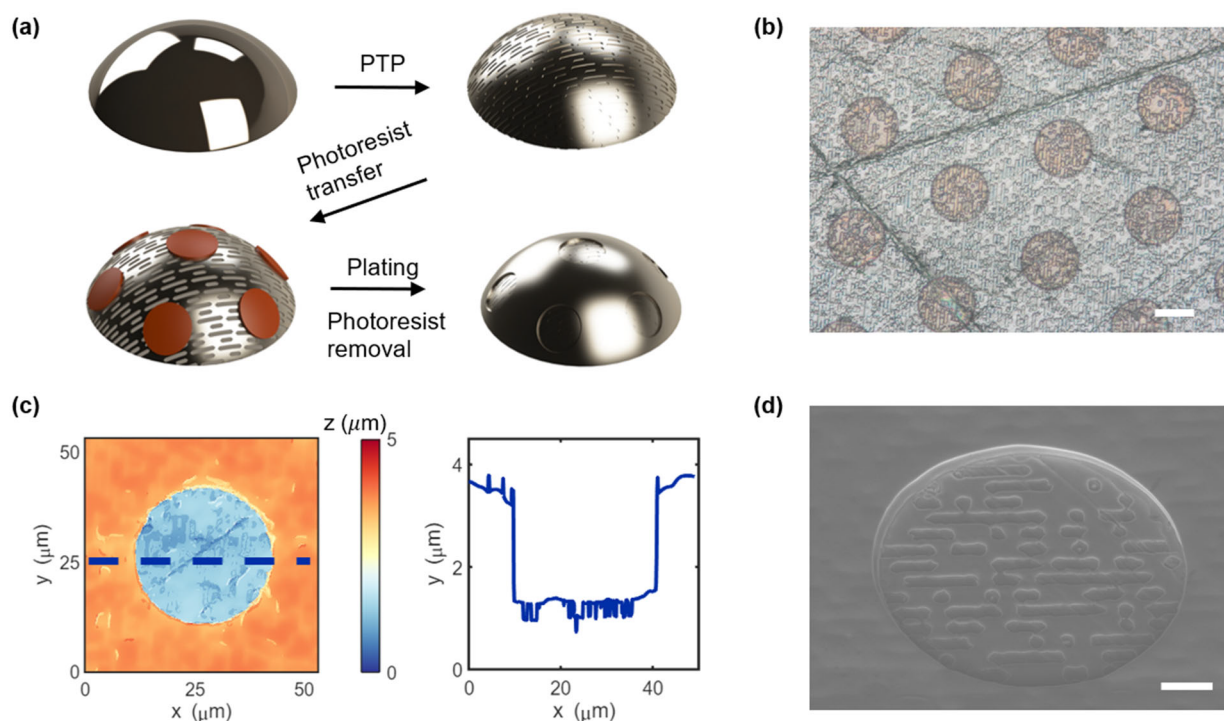 (a)
PTP
Photoresist
transfer
Plating
Photoresist
removal
(b)
(c)
z (μm)
5
0
50
25
0
y (μm)
0
25
50
x (μm)
4
2
0
y (μm)
0
20
40
x (μm)
(d)